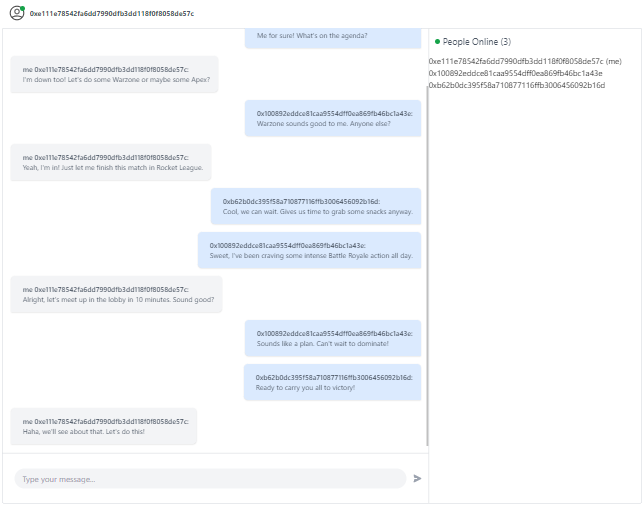 0xe111e78542fa6dd7990dfb3dd118f0f8058de57c
Me for sure! What's on the agenda?
me 0xe111e78542fa6dd7990dfb3dd118f0f8058de57c:
I'm down too! Let's do some Warzone or maybe some Apex?
0x100892eddce81caa9554dff0ea869fb46bc1a43e:
Warzone sounds good to me. Anyone else?
me 0xe111e78542fa6dd7990dfb3dd118f0f8058de57c:
Yeah, I'm in! Just let me finish this match in Rocket League.
0xb62b0dc395f58a710877116ffb3006456092b16d:
Cool, we can wait. Gives us time to grab some snacks anyway.
0x100892eddce81caa9554dff0ea869fb46bc1a43e:
Sweet, I've been craving some intense Battle Royale action all day.
me 0xe111e78542fa6dd7990dfb3dd118f0f8058de57c:
Alright, let's meet up in the lobby in 10 minutes. Sound good?
0x100892eddce81caa9554dff0ea869fb46bc1a43e:
Sounds like a plan. Can't wait to dominate!
0xb62b0dc395f58a710877116ffb3006456092b16d:
Ready to carry you all to victory!
me 0xe111e78542fa6dd7990dfb3dd118f0f8058de57c:
Haha, we'll see about that. Let's do this!
Type your message...
People Online (3)
0xe111e78542fa6dd7990dfb3dd118f0f8058de57c (me)
0x100892eddce81caa9554dff0ea869fb46bc1a43e
0xb62b0dc395f58a710877116ffb3006456092b16d